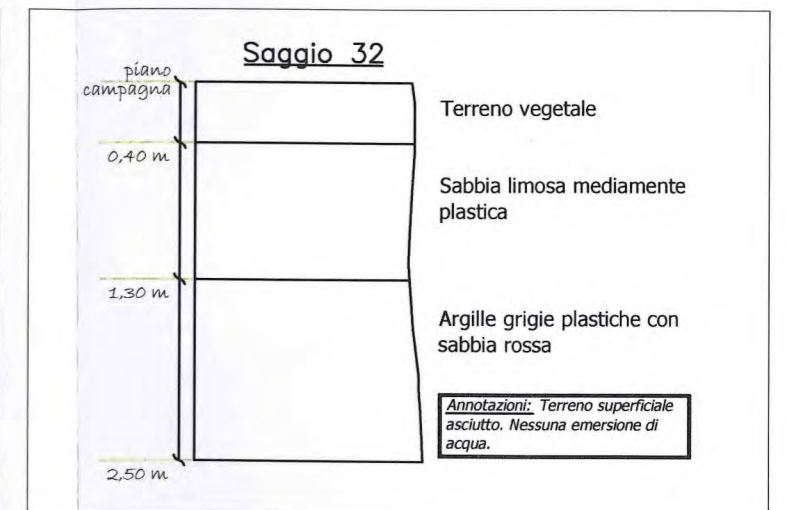 Saggio 32
piano
campagna
Terreno vegetale
0,40 m
Sabbia limosa mediamente
plastica
1,30 m
Argille grigie plastiche con
sabbia rossa
Annotazioni: Terreno superficiale
asciutto. Nessuna emersione di
acqua.
2,50 m